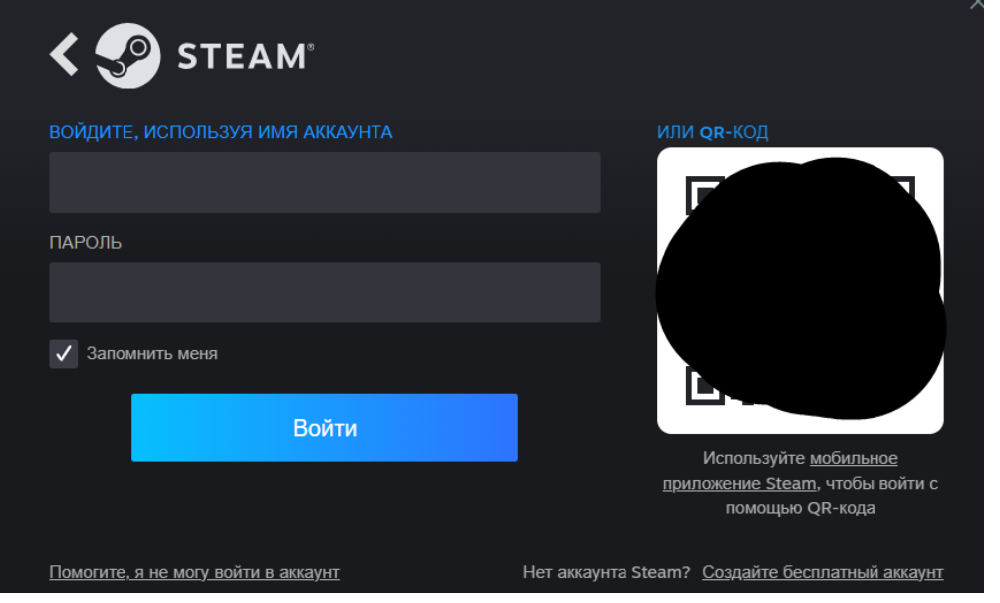 STEAM®
ВОЙДИТЕ, ИСПОЛЬЗУЯ ИМЯ АККАУНТА
ПАРОЛЬ
Запомнить меня
Войти
ИЛИ QR-КОД
Используйте мобильное
приложение Steam, чтобы войти с
помощью QR-кода
Помогите, я не могу войти в аккаунт
Нет аккаунта Steam? Создайте бесплатный аккаунт